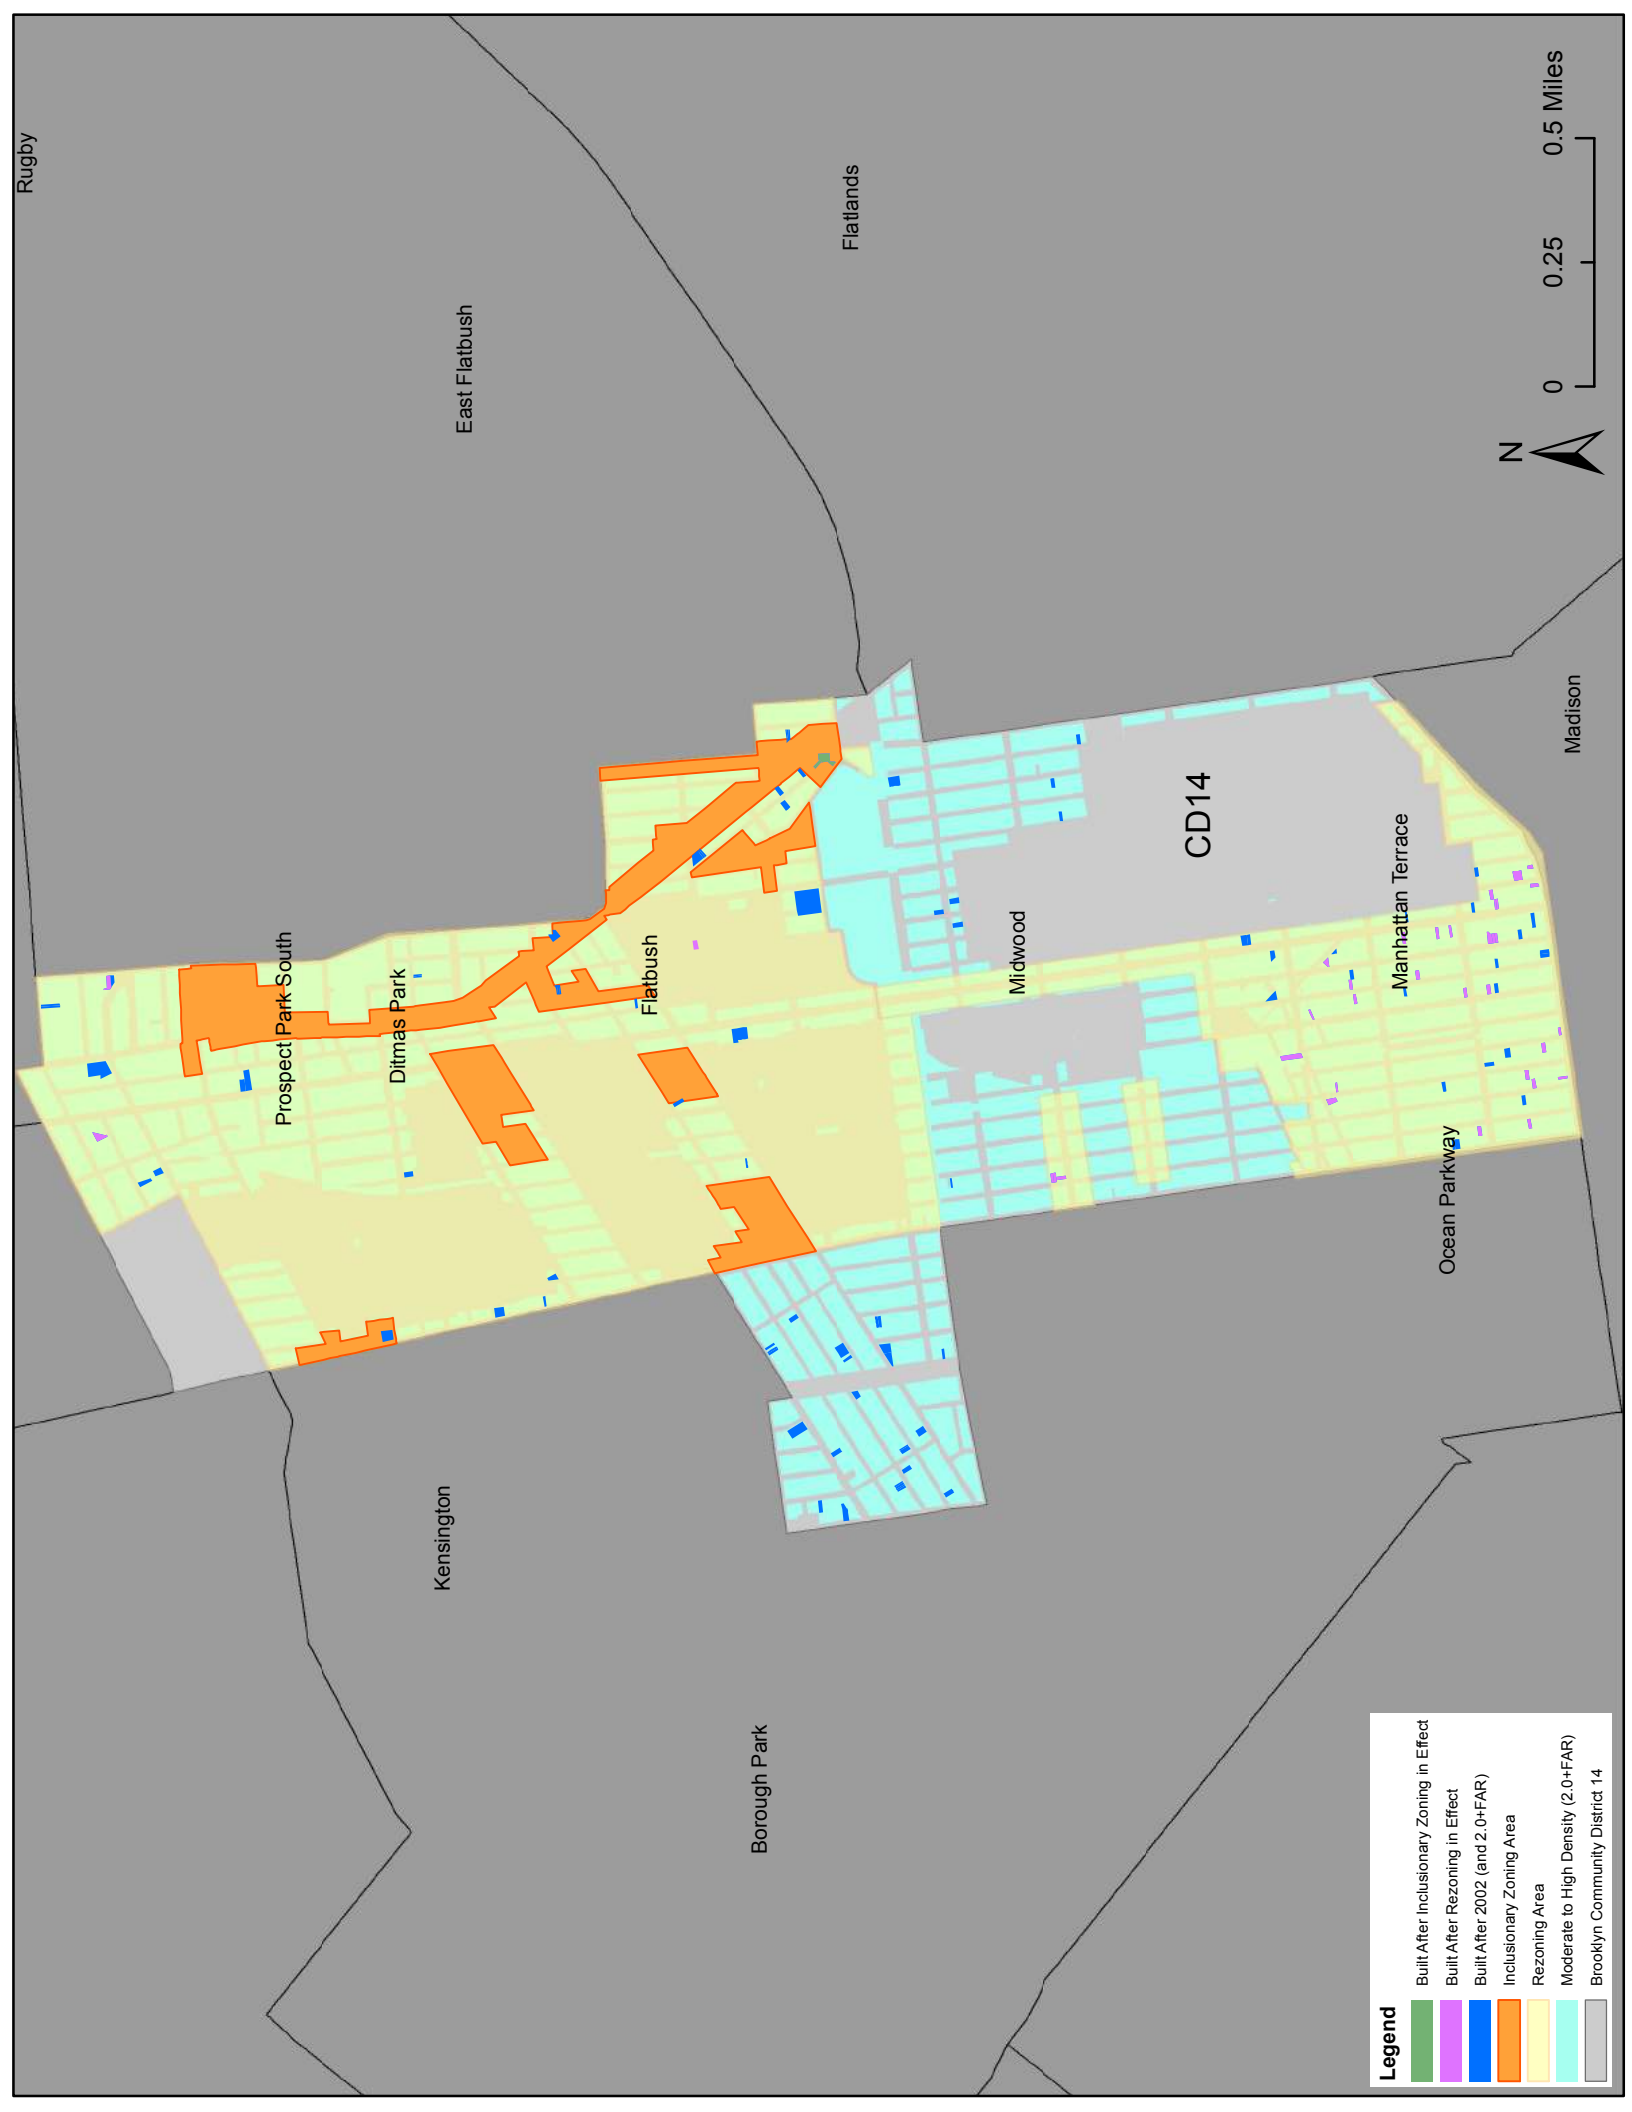 Rugby
East Flatbush
Flatlands
Prospect Park South
Ditmas Park
Flatbush
Midwood
CD14
Manhattan Terrace
Madison
Ocean Parkway
Kensington
Borough Park
N
0 0.25 0.5 Miles
Legend
Built After Inclusionary Zoning in Effect
Built After Rezoning in Effect
Built After 2002 (and 2.0+FAR)
Inclusionary Zoning Area
Rezoning Area
Moderate to High Density (2.0+FAR)
Brooklyn Community District 14